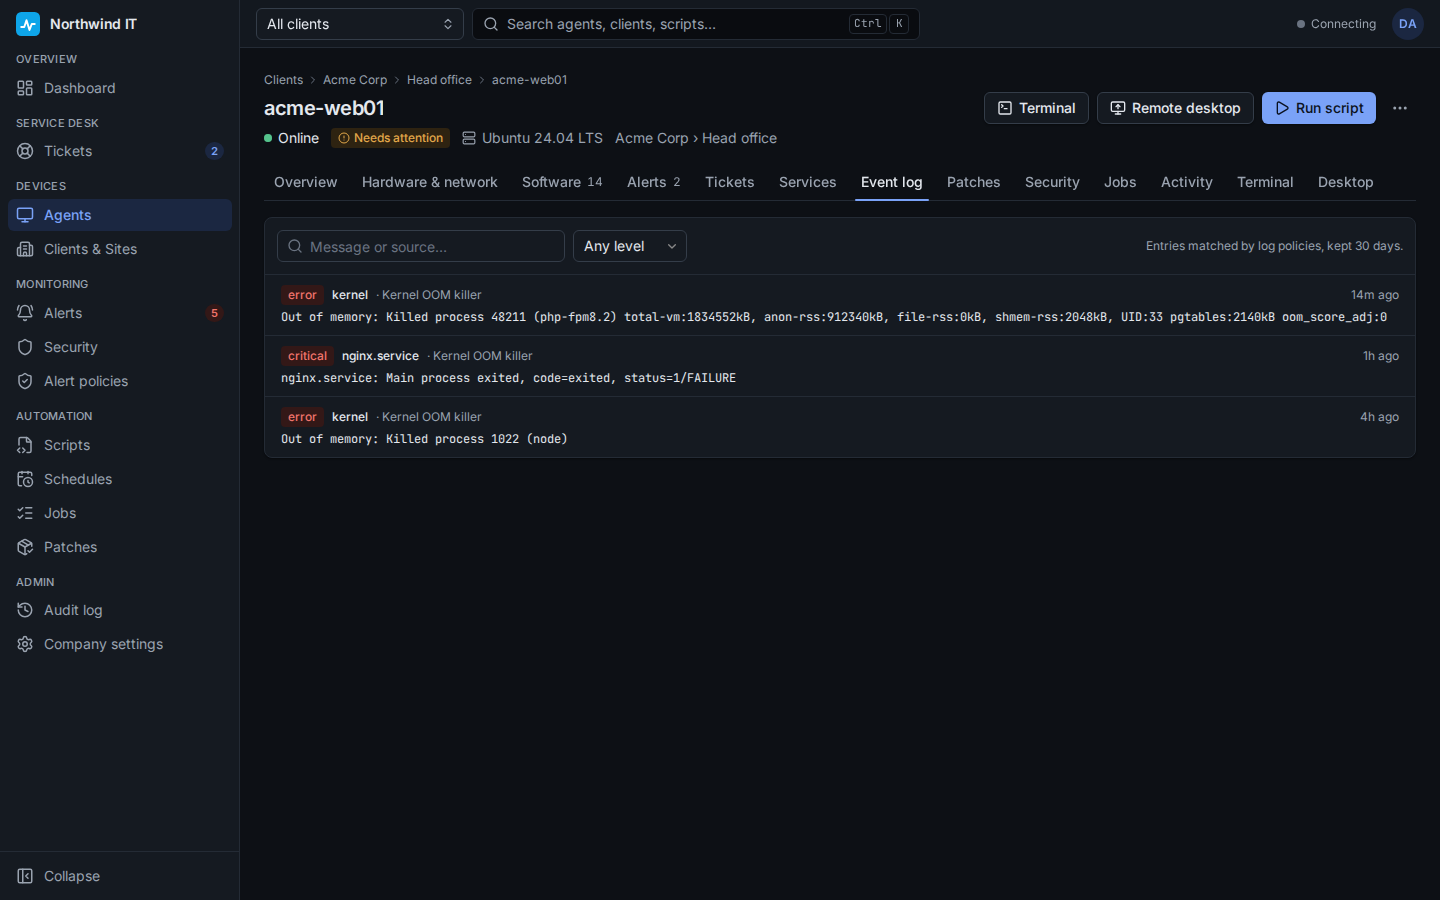 Northwind IT
All clients
Search agents, clients, scripts...
Ctrl K
Connecting
DA
OVERVIEW
Dashboard
SERVICE DESK
Tickets 2
DEVICES
Agents
Clients & Sites
MONITORING
Alerts 5
Security
Alert policies
AUTOMATION
Scripts
Schedules
Jobs
Patches
ADMIN
Audit log
Company settings
Collapse
Clients › Acme Corp › Head office › acme-web01
acme-web01
Terminal
Remote desktop
Run script
Online Needs attention Ubuntu 24.04 LTS Acme Corp › Head office
Overview Hardware & network Software 14 Alerts 2 Tickets Services Event log Patches Security Jobs Activity Terminal Desktop
Message or source...
Any level
Entries matched by log policies, kept 30 days.
error kernel · Kernel OOM killer 14m ago
Out of memory: Killed process 48211 (php-fpm8.2) total-vm:1834552kB, anon-rss:912340kB, file-rss:0kB, shmem-rss:2048kB, UID:33 pgtables:2140kB oom_score_adj:0
critical nginx.service · Kernel OOM killer 1h ago
nginx.service: Main process exited, code=exited, status=1/FAILURE
error kernel · Kernel OOM killer 4h ago
Out of memory: Killed process 1022 (node)